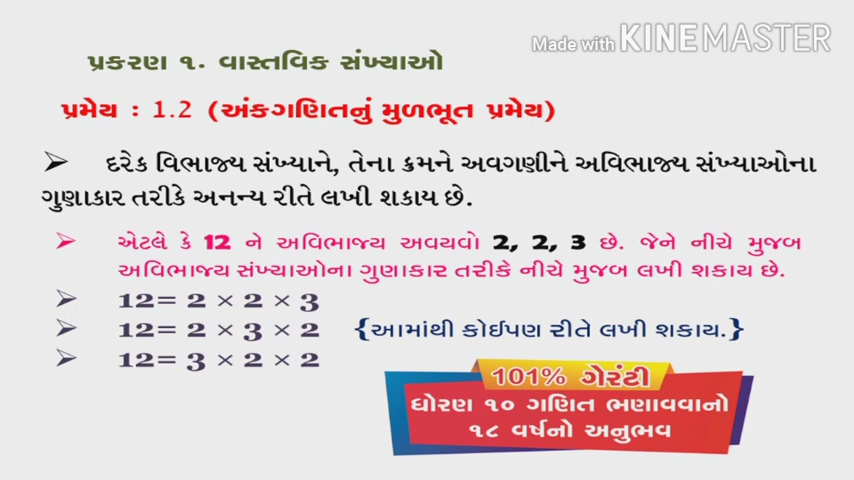 Made with KINEMASTER
પ્રકરણ ૧. વાસ્તવિક સંખ્યાઓ
પ્રમેય : 1.2 (અંકગણિતનું મુળભૂત પ્રમેય)
➢ દરેક વિભાજ્ય સંખ્યાને, તેના ક્રમને અવગણીને અવિભાજ્ય સંખ્યાઓના
ગુણાકાર તરીકે અનન્ય રીતે લખી શકાય છે.
➢ એટલે કે 12 ને અવિભાજ્ય અવયવો 2, 2, 3 છે. જેને નીચે મુજબ
અવિભાજ્ય સંખ્યાઓના ગુણાકાર તરીકે નીચે મુજબ લખી શકાય છે.
➢ 12= 2 × 2 × 3
➢ 12= 2 × 3 × 2 {આમાંથી કોઈપણ રીતે લખી શકાય.}
➢ 12= 3 × 2 × 2
101% ગેરંટી
ધોરણ ૧૦ ગણિત ભણાવવાનો
૧૮ વર્ષનો અનુભવ